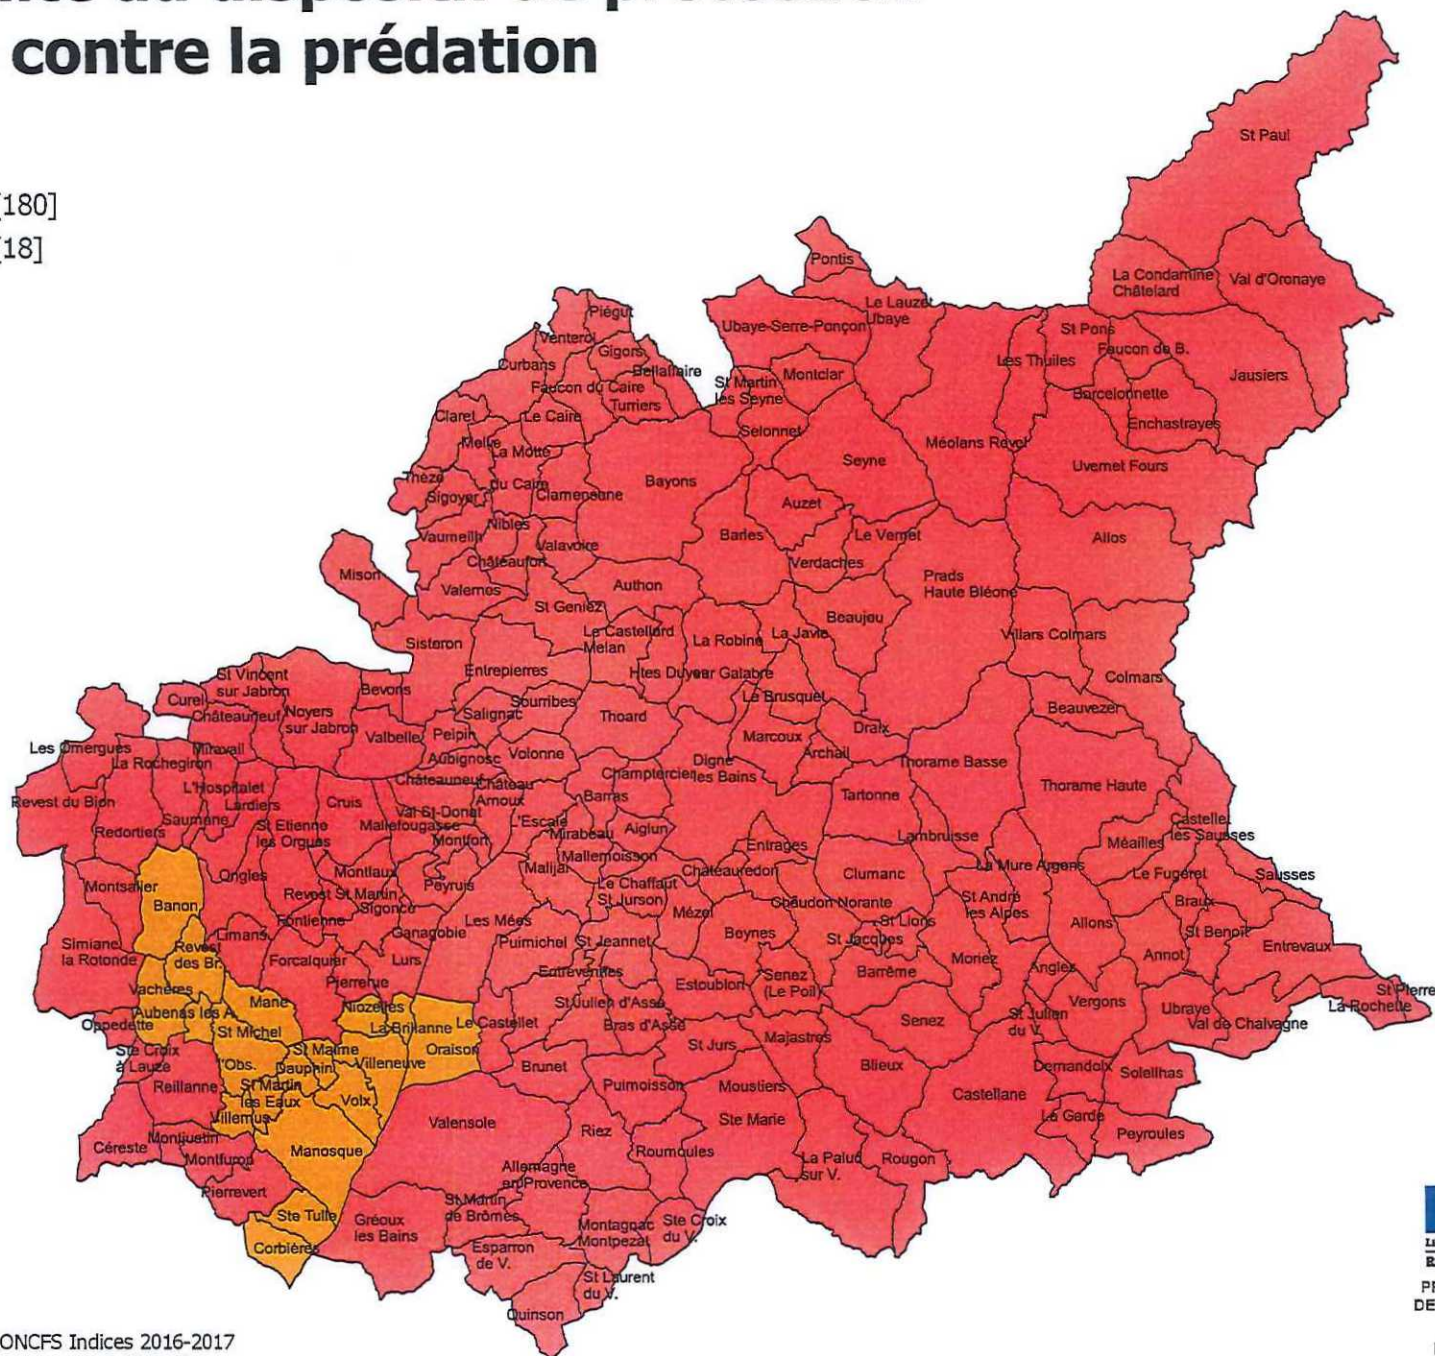 contre la prédation
[180]
[18]
St Paul
Pontis
La Condamine
Châtelard
Val d'Oronaye
Le Lauzet
Ubaye
Ubaye-Serre-Ponçon
Piégut
Venterol
Gigors
Bellaffaire
Curbans
Faucon du Caire
Turriers
St Martin
les Seyne
Montclar
Les Thuiles
St Pons
Faucon de B.
Jausiers
Barcelonnette
Enchastrayes
Claret
Le Caire
Melve
La Motte
du Caire
Selonnet
Seyne
Méolans Revel
Uvernet Fours
Thèze
Sigoyer
Clamensane
Bayons
Auzet
Vaumeilh
Nibles
Valavoire
Barles
Le Vernet
Allos
Châteaufort
Verdaches
Mison
Valernes
Authon
Prads
Haute Bléone
St Geniez
Beaujeu
Sisteron
Le Castellard
Melan
La Robine
La Javie
Villars Colmars
Entrepierres
Htes Duyes
sur Galabre
Colmars
St Vincent
sur Jabron
Bevons
Sourribes
Le Brusquet
Curel
Châteauneuf
Noyers
sur Jabron
Salignac
Thoard
Beauvezer
Miravail
Valbelle
Peipin
Marcoux
Draix
Les Omergues
La Rochegiron
Aubignosc
Volonne
Digne
les Bains
Archail
Thorame Basse
Thorame Haute
Châteauneuf
Val St-Donat
Château
Arnoux
Champtercier
Revest du Bion
L'Hospitalet
Lardiers
Cruis
Mallefougasse
Barras
Tartonne
Redortiers
Saumane
St Etienne
les Orgues
Montfort
l'Escale
Mirabeau
Aiglun
Entrages
Lambruisse
Castellet
les Sausses
Méailles
Montsalier
Ongles
Montlaux
Peyruis
Malijai
Mallemoisson
Châteauredon
Clumanc
La Mure Argens
Le Fugeret
Sausses
Banon
Revest St Martin
Sigonce
Le Chaffaut
St Jurson
Mézel
Chaudon Norante
St André
les Alpes
Braux
Fontienne
Les Mées
St Lions
Allons
Simiane
la Rotonde
Revest
des Br.
Limans
Ganagobie
Puimichel
St Jeannet
Beynes
St Jacques
St Benoit
Forcalquier
Lurs
Entrevennes
Barrême
Moriez
Annot
Entrevaux
Vachères
Pierrerue
Estoublon
Senez
(Le Poil)
Angles
Aubenas les A.
Mane
Niozelles
St Julien d'Asse
Vergons
Ubraye
St Pierre
La Rochette
Oppedette
St Michel
l'Obs.
La Brillanne
Le Castellet
Bras d'Asse
Senez
St Julien
du V.
Val de Chalvagne
Ste Croix
à Lauze
St Maime
Dauphin
Villeneuve
Oraison
St Jurs
Majastres
Reillanne
St Martin
les Eaux
Volx
Brunet
Puimoisson
Moustiers
Ste Marie
Blieux
Castellane
Demandolx
Soleilhas
Villemus
Valensole
La Garde
Céreste
Montjustin
Manosque
Riez
Peyroules
Montfuron
Roumoules
La Palud
sur V.
Rougon
Pierrevert
Allemagne
en Provence
Ste Tulle
Gréoux
les Bains
St Martin
de Brômes
Montagnac
Montpezat
Ste Croix
du V.
Corbières
Esparron
de V.
St Laurent
du V.
Quinson
ONCFS Indices 2016-2017